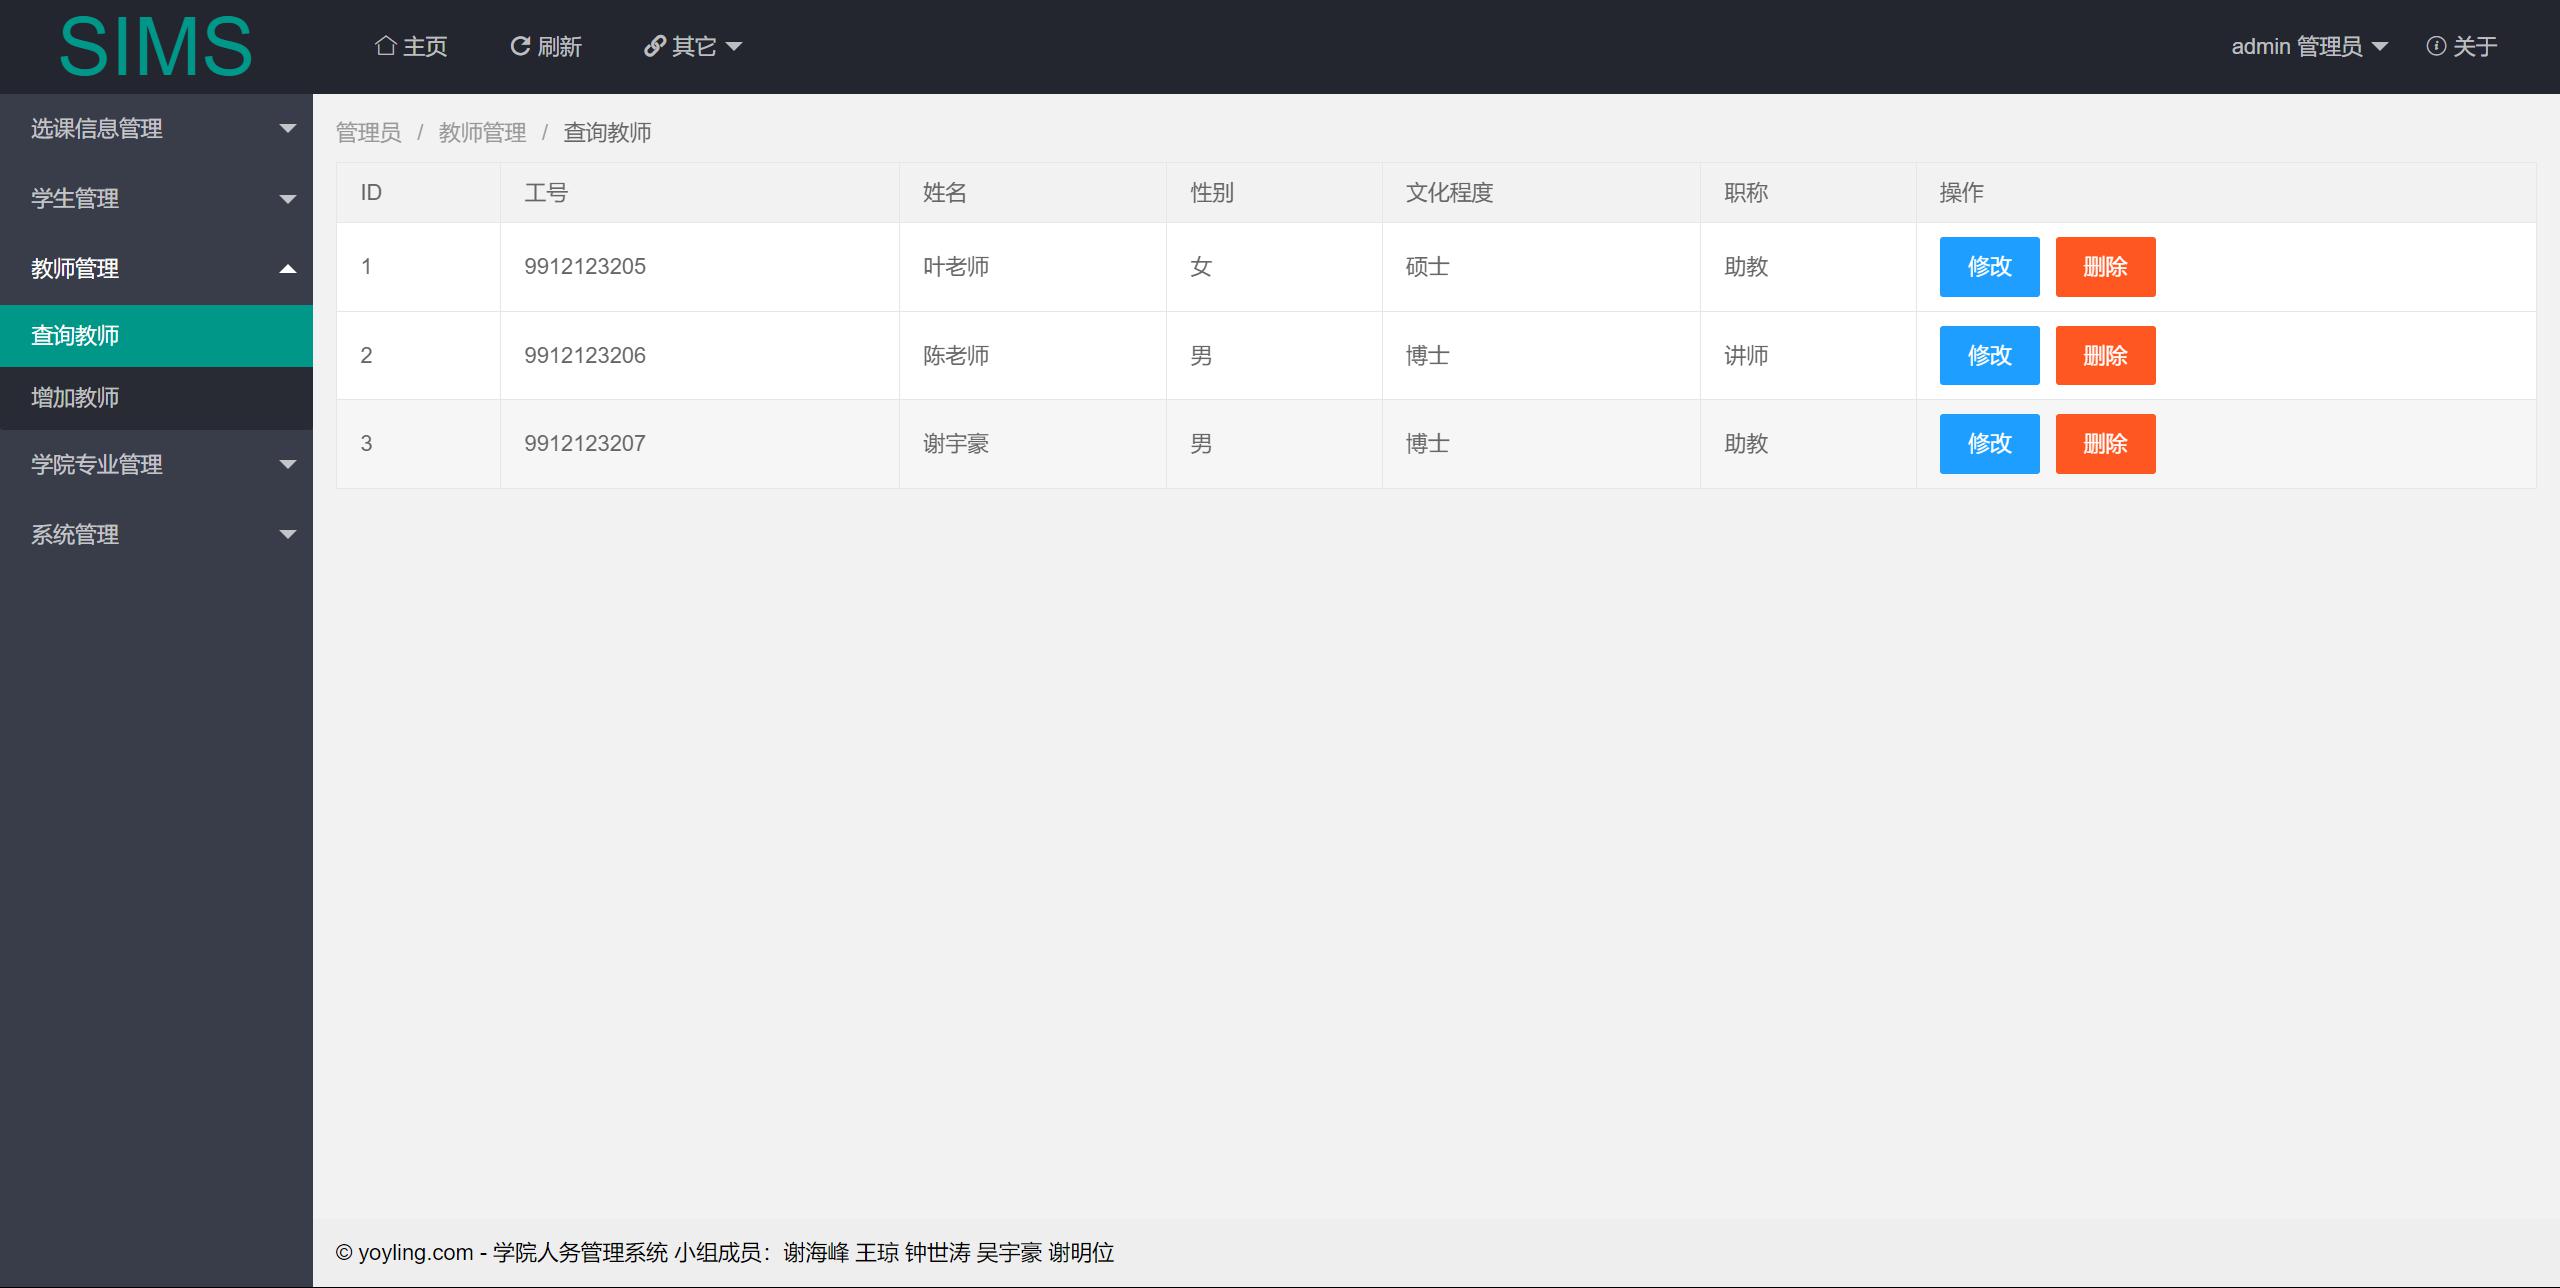 SIMS 主页 刷新 其它 admin 管理员 关于
选课信息管理
学生管理
教师管理
查询教师
增加教师
学院专业管理
系统管理
管理员 / 教师管理 / 查询教师
ID 工号 姓名 性别 文化程度 职称 操作
1 9912123205 叶老师 女 硕士 助教 修改 删除
2 9912123206 陈老师 男 博士 讲师 修改 删除
3 9912123207 谢宇豪 男 博士 助教 修改 删除
© yoyling.com - 学院人务管理系统 小组成员：谢海峰 王琼 钟世涛 吴宇豪 谢明位